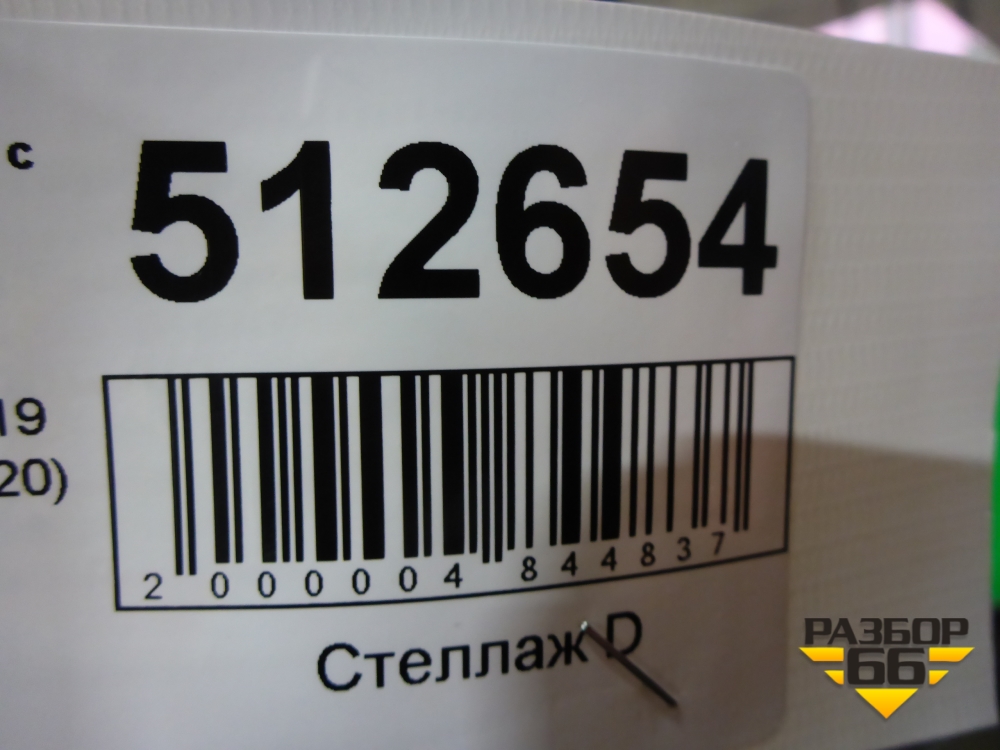 с
512654
19
20)
2 000004 844837
Стеллаж D
РАЗБОР
66